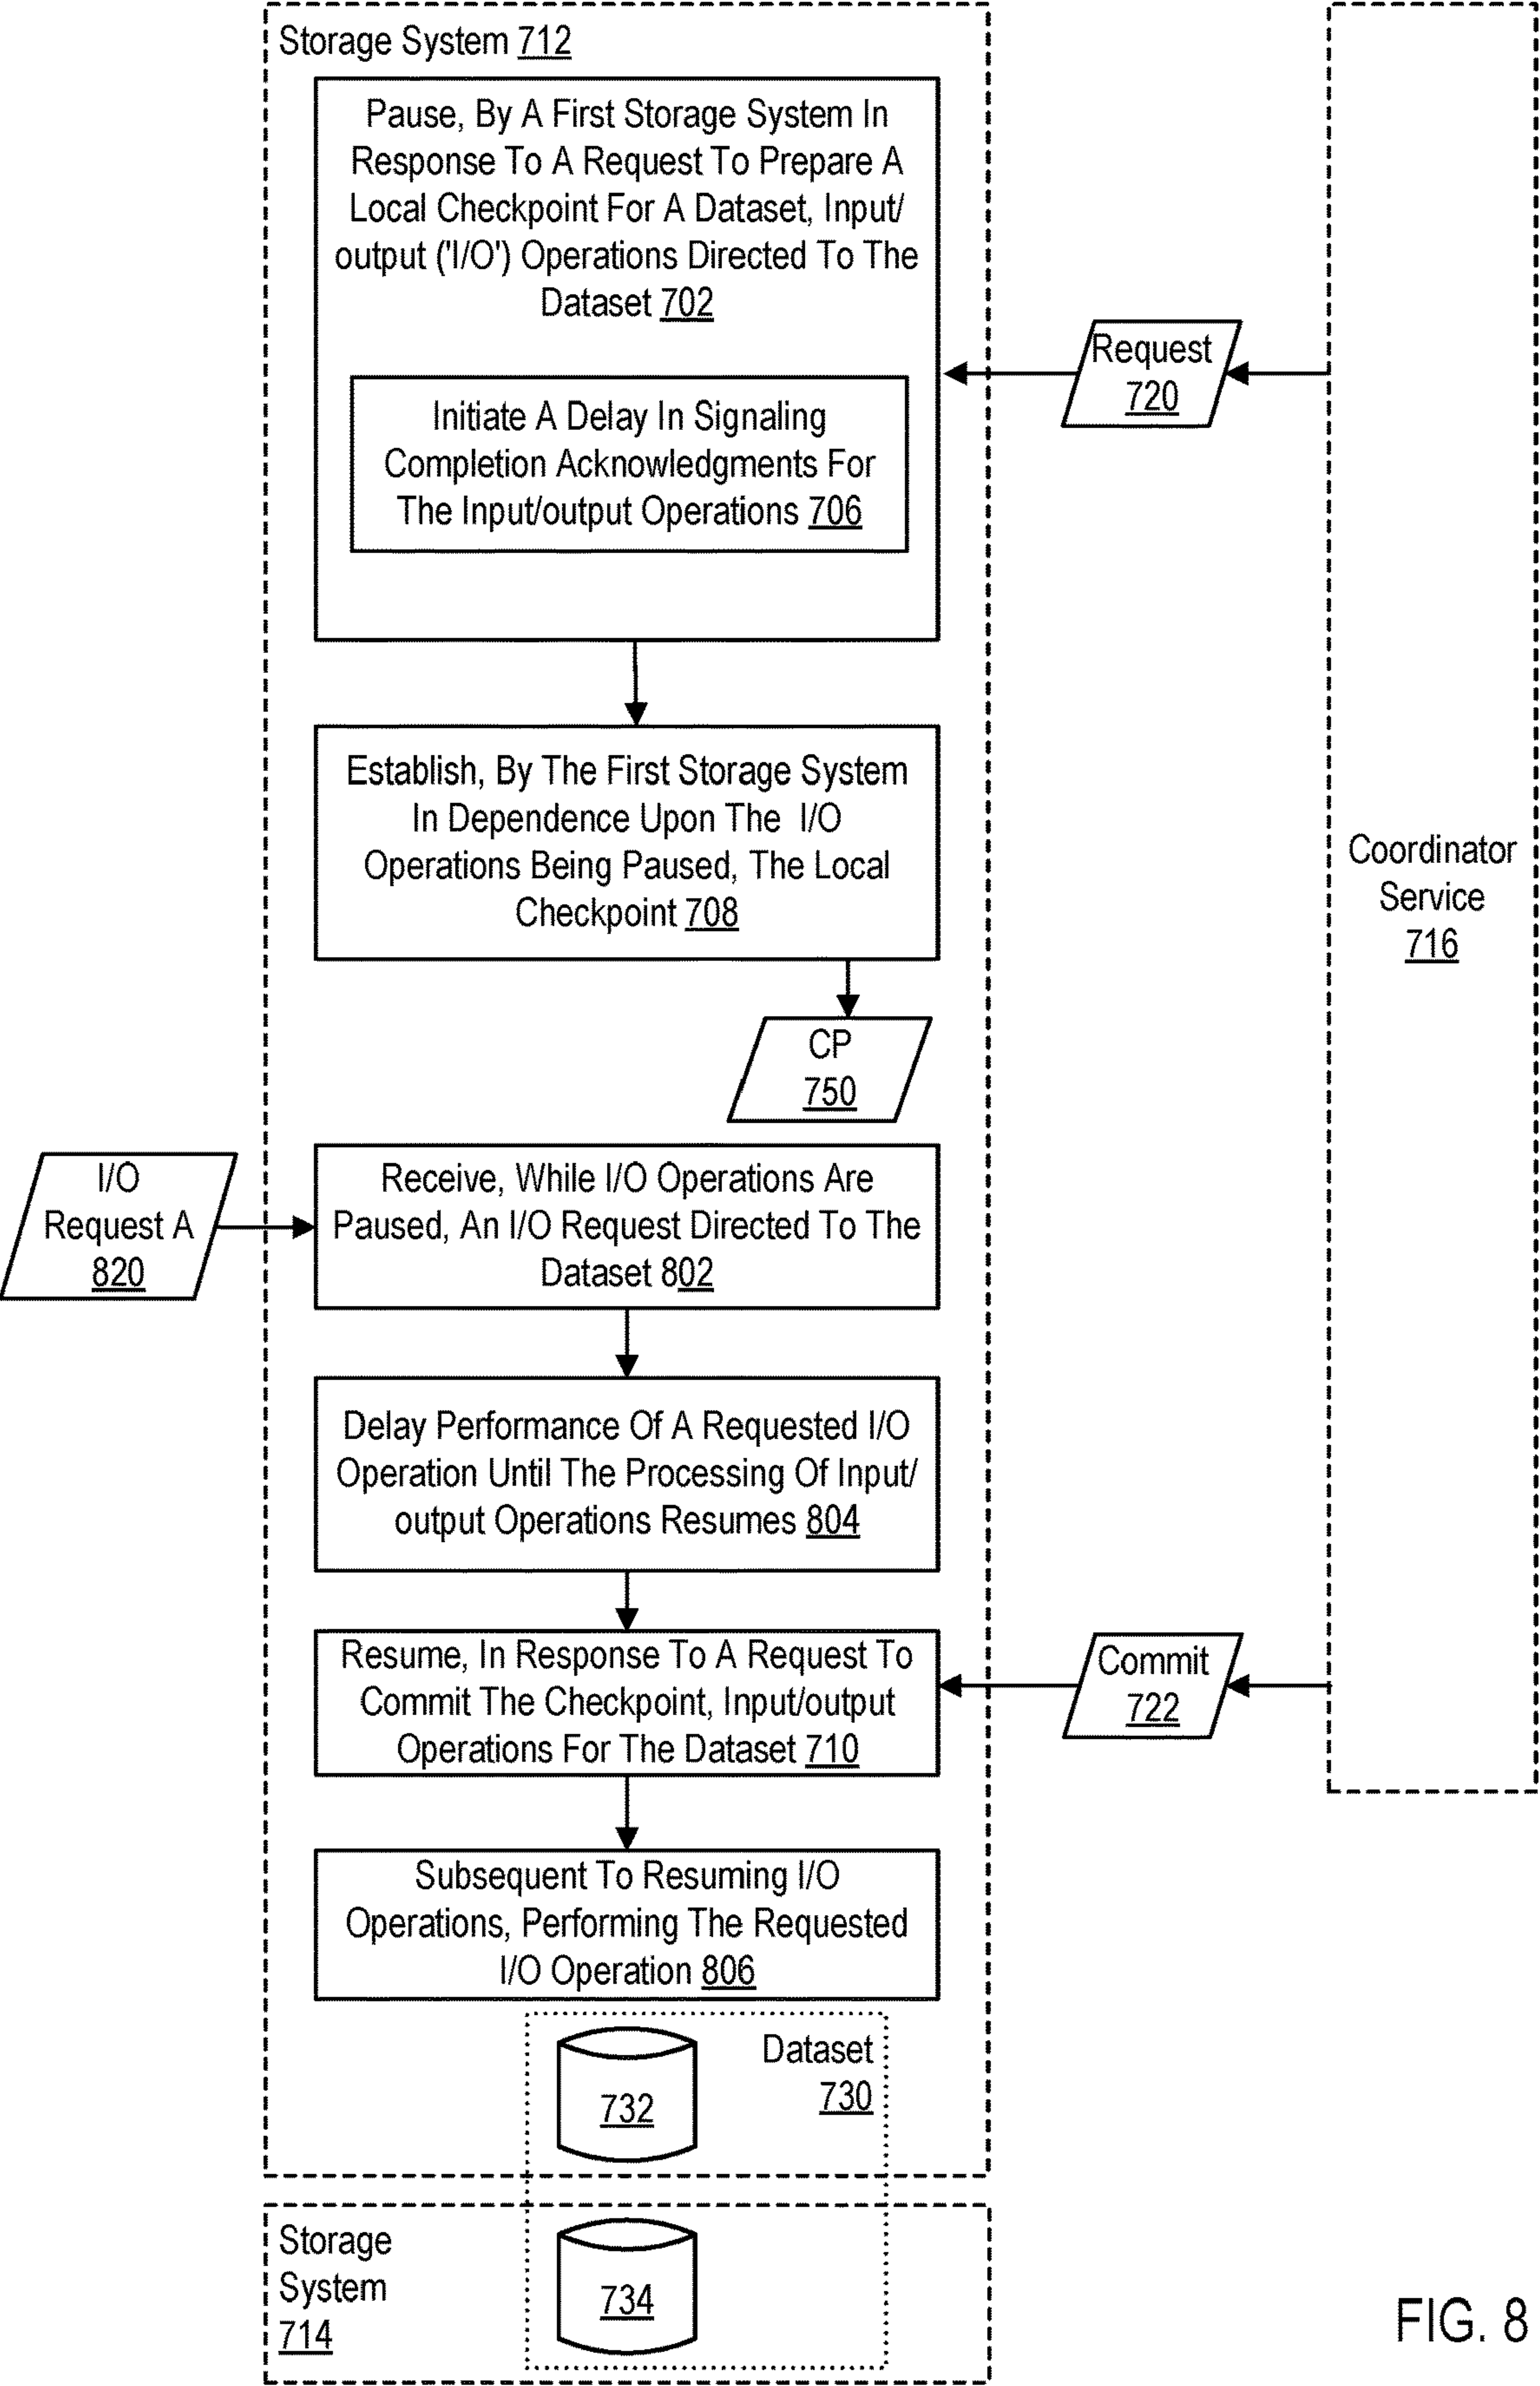 Storage System 712
Pause, By A First Storage System In
Response To A Request To Prepare A
Local Checkpoint For A Dataset, Input/
output ('I/O') Operations Directed To The
Dataset 702
Request
720
Initiate A Delay In Signaling
Completion Acknowledgments For
The Input/output Operations 706
Establish, By The First Storage System
In Dependence Upon The I/O
Operations Being Paused, The Local
Checkpoint 708
Coordinator
Service
716
CP
750
I/O
Request A
820
Receive, While I/O Operations Are
Paused, An I/O Request Directed To The
Dataset 802
Delay Performance Of A Requested I/O
Operation Until The Processing Of Input/
output Operations Resumes 804
Resume, In Response To A Request To
Commit The Checkpoint, Input/output
Operations For The Dataset 710
Commit
722
Subsequent To Resuming I/O
Operations, Performing The Requested
I/O Operation 806
Dataset
730
732
Storage
System
714
734
FIG. 8